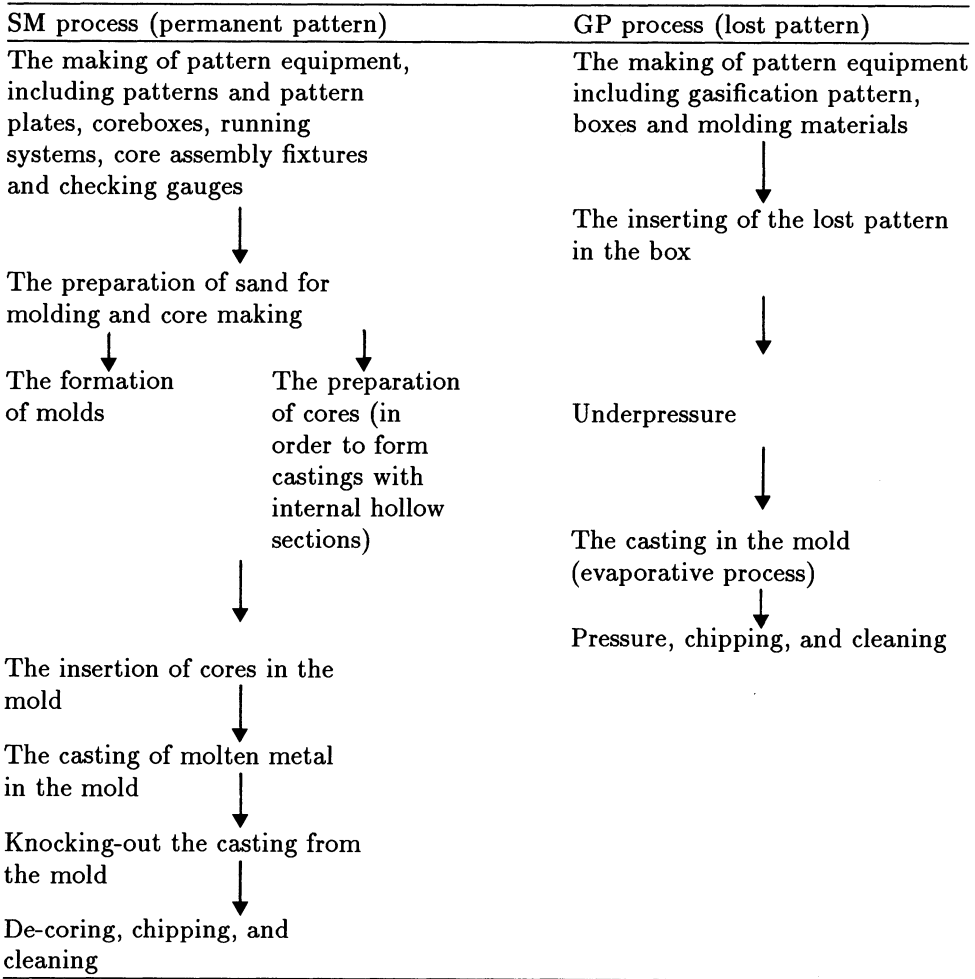 SM process (permanent pattern)
The making of pattern equipment,
including patterns and pattern
plates, coreboxes, running
systems, core assembly fixtures
and checking gauges
The preparation of sand for
molding and core making
The formation
of molds
The preparation
of cores (in
order to form
castings with
internal hollow
sections)
The insertion of cores in the
mold
The casting of molten metal
in the mold
Knocking-out the casting from
the mold
De-coring, chipping, and
cleaning
GP process (lost pattern)
The making of pattern equipment
including gasification pattern,
boxes and molding materials
The inserting of the lost pattern
in the box
Underpressure
The casting in the mold
(evaporative process)
Pressure, chipping, and cleaning